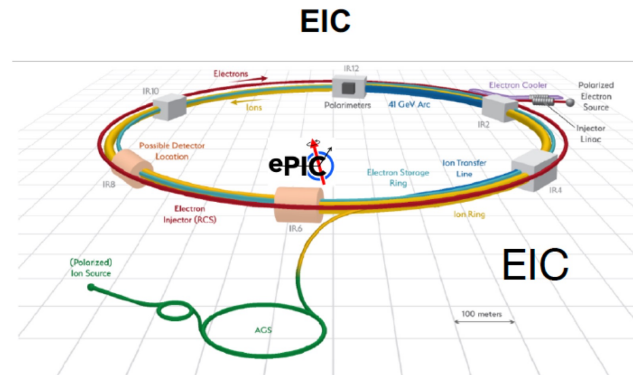 EIC
IR12
Electrons
Ions
IR10
Polarimeters
41 GeV Arc
Electron Cooler
IR2
Polarized
Electron
Source
Injector
Linac
Possible Detector
Location
IR8
ePIC
Electron
Injector (RCS)
IR6
Electron Storage
Ring
Ion Transfer
Line
IR4
Ion Ring
(Polarized)
Ion Source
EIC
AGS
100 meters